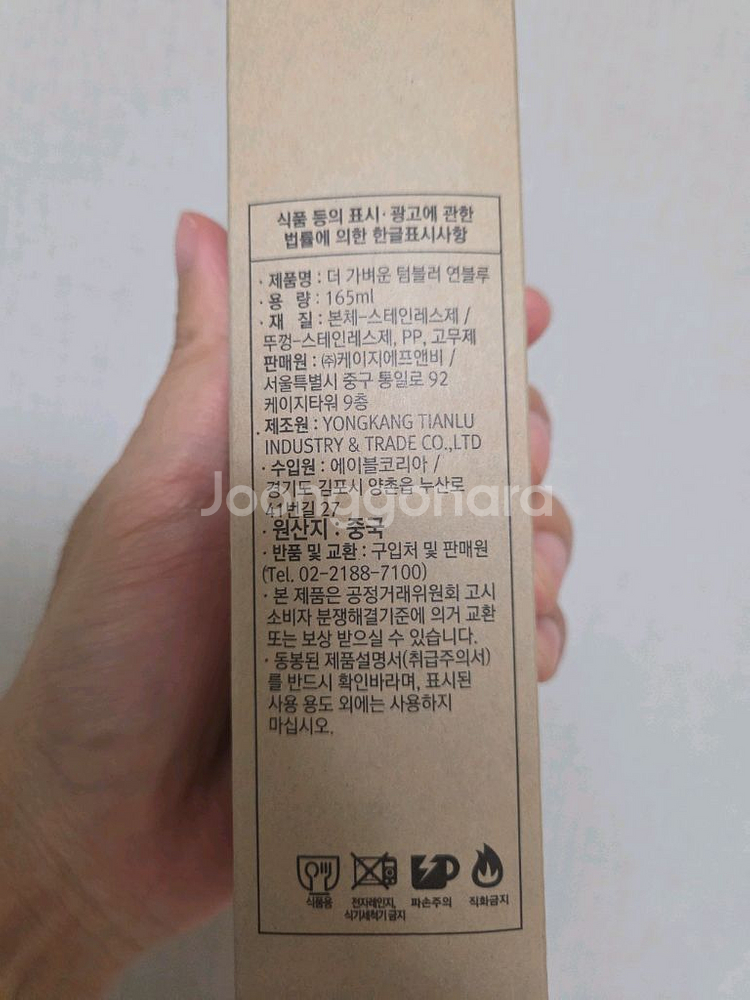 식품 등의 표시·광고에 관한
법률에 의한 한글표시사항
· 제품명 : 더 가벼운 텀블러 연블루
· 용 량 : 165ml
· 재 질 : 본체-스테인레스제 /
뚜껑-스테인레스제, PP, 고무제
판매원 : ㈜케이지에프앤비 /
서울특별시 중구 통일로 92
케이지타워 9층
· 제조원 : YONGKANG TIANLU
INDUSTRY & TRADE CO.,LTD
· 수입원 : 에이블코리아 /
경기도 김포시 양촌읍 누산로
41번길 27
Joonggonara
· 원산지 : 중국
· 반품 및 교환 : 구입처 및 판매원
(Tel. 02-2188-7100)
· 본 제품은 공정거래위원회 고시
소비자 분쟁해결기준에 의거 교환
또는 보상 받으실 수 있습니다.
· 동봉된 제품설명서(취급주의서)
를 반드시 확인바라며, 표시된
사용 용도 외에는 사용하지
마십시오.
식품용 전자레인지, 파손주의 직화금지
식기세척기 금지